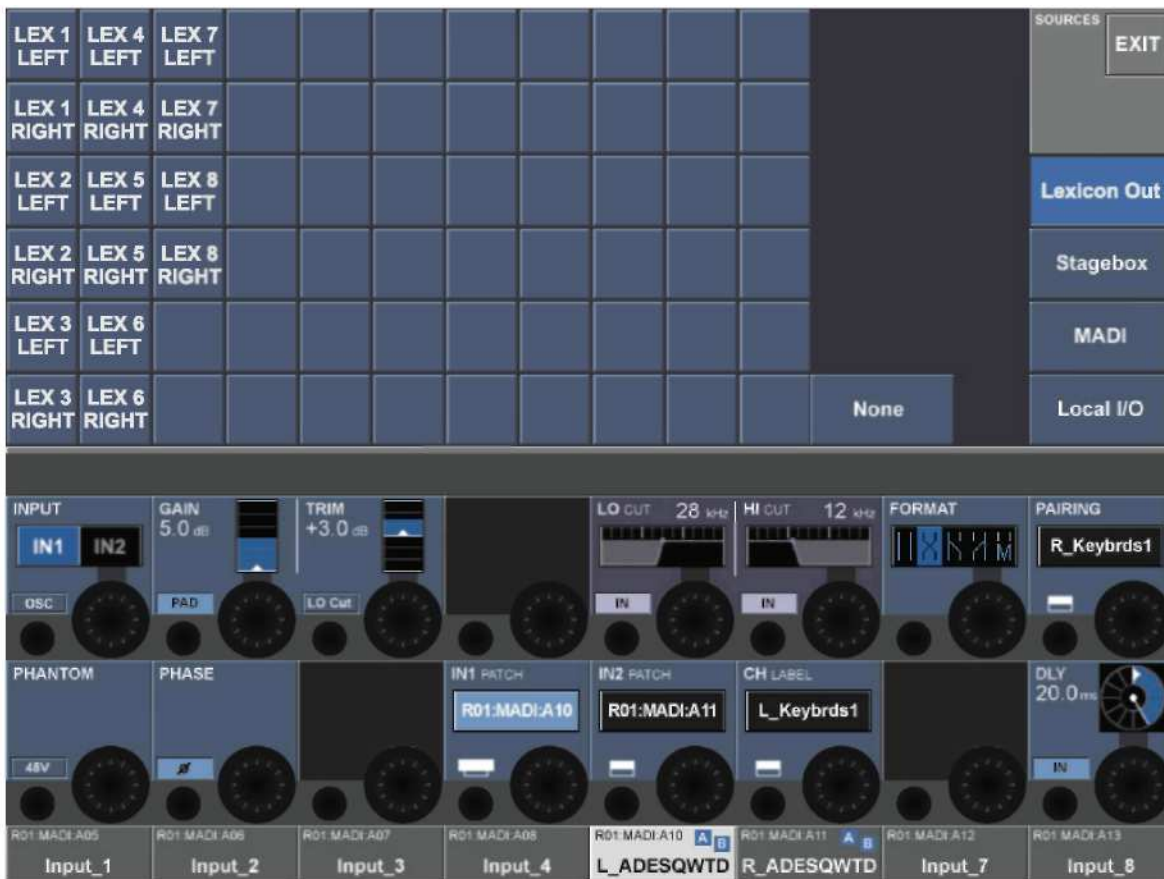 LEX 1 LEFT LEX 4 LEFT LEX 7 LEFT
LEX 1 RIGHT LEX 4 RIGHT LEX 7 RIGHT
LEX 2 LEFT LEX 5 LEFT LEX 8 LEFT
LEX 2 RIGHT LEX 5 RIGHT LEX 8 RIGHT
LEX 3 LEFT LEX 6 LEFT
LEX 3 RIGHT LEX 6 RIGHT
None
SOURCES
EXIT
Lexicon Out
Stagebox
MADI
Local I/O
INPUT
IN1 IN2
OSC
GAIN
5.0 dB
PAD
TRIM
+3.0 dB
LO Cut
LO CUT 28 kHz
IN
HI CUT 12 kHz
IN
FORMAT
PAIRING
R_Keybrds1
PHANTOM
48V
PHASE
ø
IN1 PATCH
R01:MADI:A10
IN2 PATCH
R01:MADI:A11
CH LABEL
L_Keybrds1
DLY
20.0 ms
IN
R01:MADI:A05
Input_1
R01:MADI:A06
Input_2
R01:MADI:A07
Input_3
R01:MADI:A08
Input_4
R01:MADI:A10 A B
L_ADESQWTD
R01:MADI:A11 A B
R_ADESQWTD
R01:MADI:A12
Input_7
R01:MADI:A13
Input_8